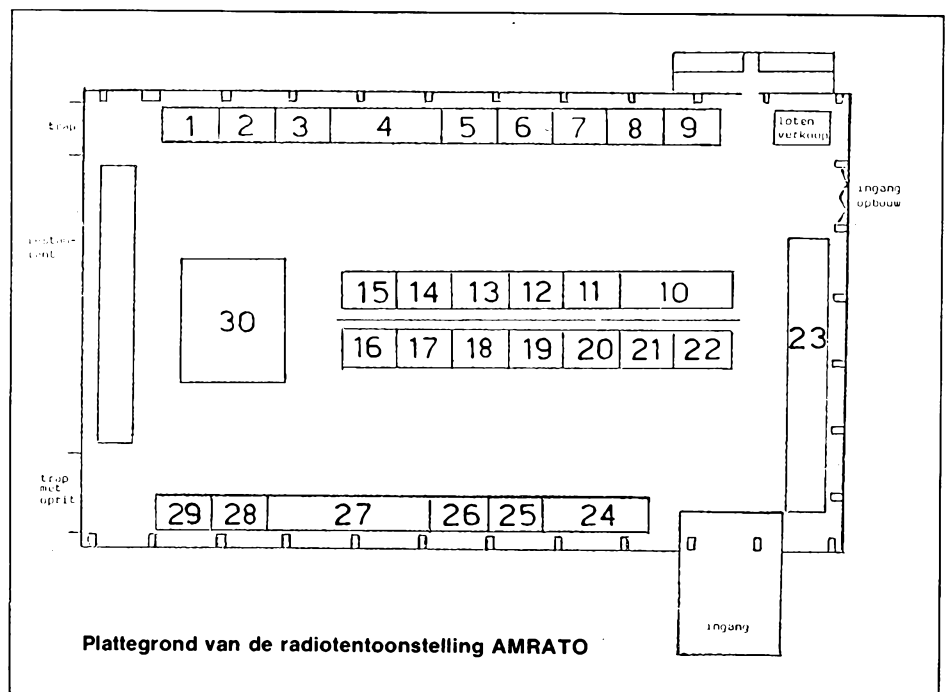 trap
1 2 3 4 5 6 7 8 9
loten
verkoop
ingang
opbouw
15 14 13 12 11 10
30
16 17 18 19 20 21 22
23
trap
met
oprit
29 28 27 26 25 24
ingang
Plattegrond van de radiotentoonstelling AMRATO